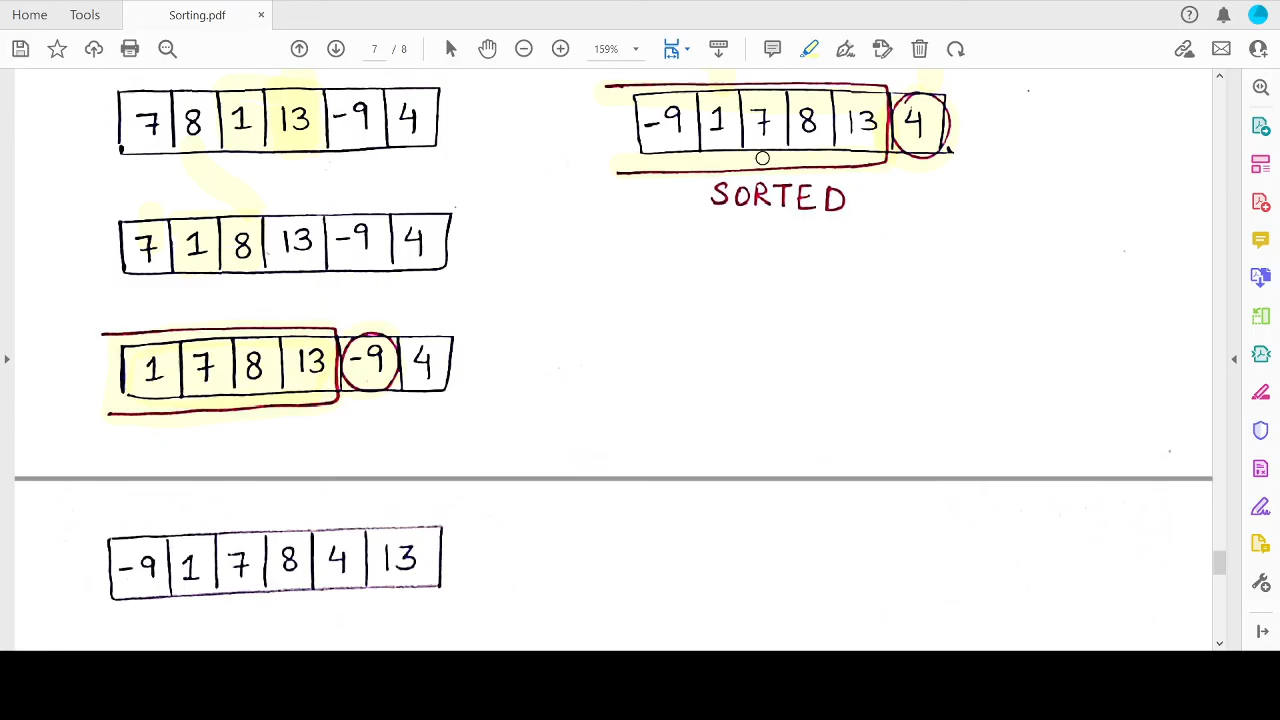 Home Tools Sorting.pdf ×
7 / 8 159%
7 8 1 13 -9 4
7 1 8 13 -9 4
1 7 8 13 -9 4
-9 1 7 8 13 4
SORTED
-9 1 7 8 4 13